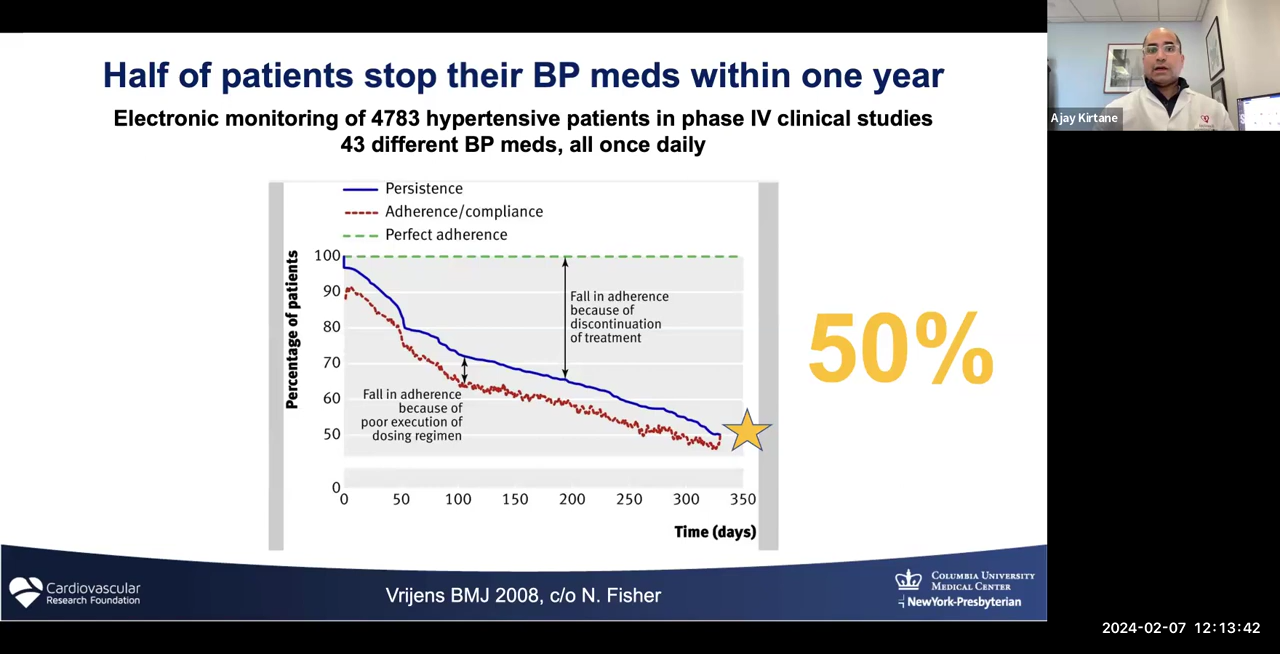 Half of patients stop their BP meds within one year
Electronic monitoring of 4783 hypertensive patients in phase IV clinical studies
43 different BP meds, all once daily
Ajay Kirtane
Persistence
Adherence/compliance
Perfect adherence
Percentage of patients
100
90
80
70
60
50
0
Fall in adherence
because of
discontinuation
of treatment
Fall in adherence
because of
poor execution of
dosing regimen
0 50 100 150 200 250 300 350
Time (days)
50%
Cardiovascular
Research Foundation
Vrijens BMJ 2008, c/o N. Fisher
COLUMBIA UNIVERSITY
MEDICAL CENTER
NewYork-Presbyterian
2024-02-07 12:13:42